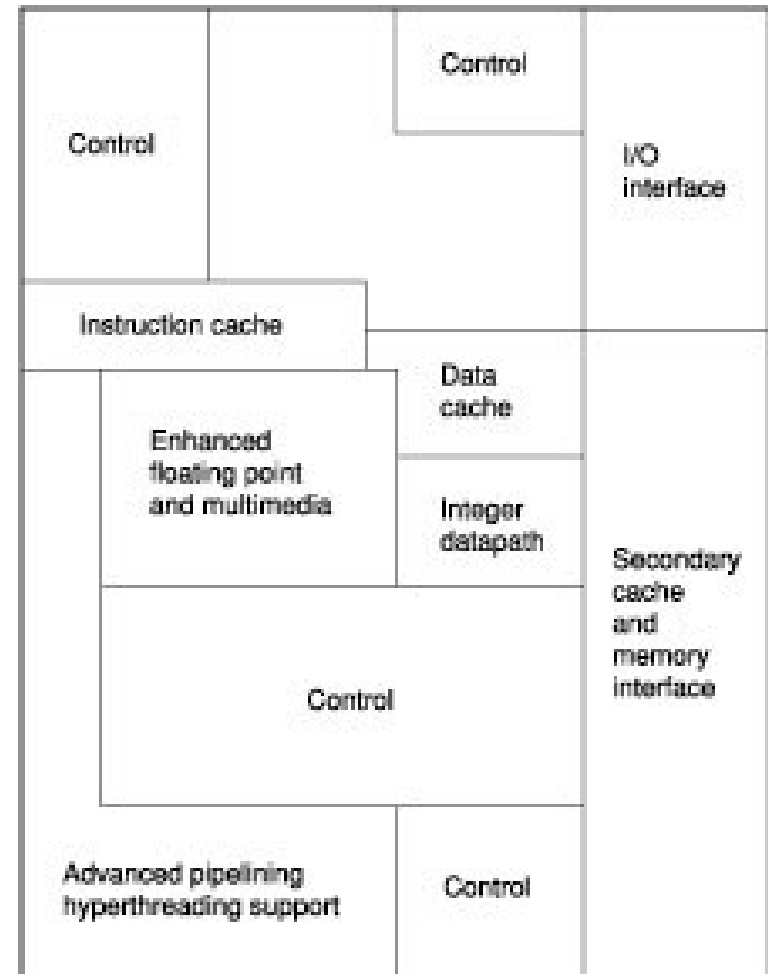 Control
Control
I/O
interface
Instruction cache
Data
cache
Enhanced
floating point
and multimedia
Integer
datapath
Secondary
cache
and
memory
interface
Control
Advanced pipelining
hyperthreading support
Control